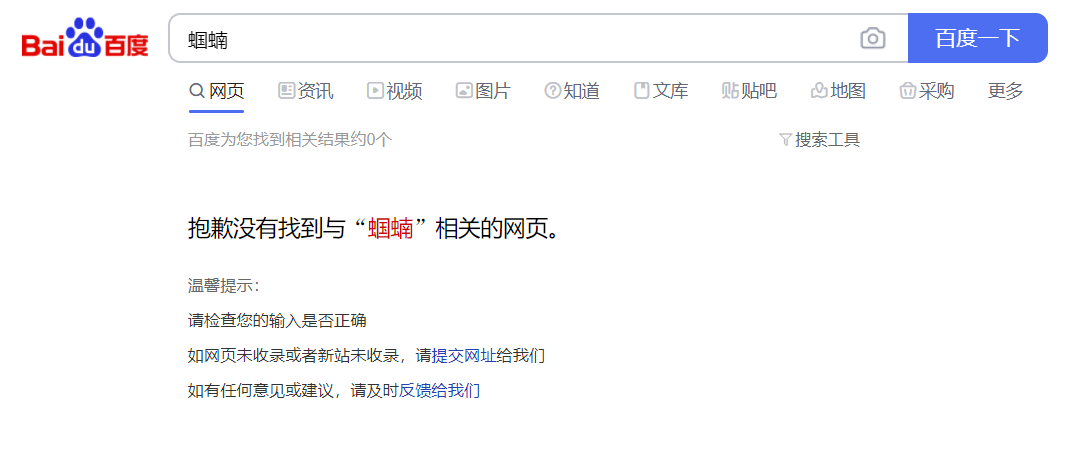 Bai du 百度 蝈蝻 百度一下
网页 资讯 视频 图片 知道 文库 贴吧 地图 采购 更多
百度为您找到相关结果约0个 搜索工具
抱歉没有找到与“蝈蝻”相关的网页。
温馨提示：
请检查您的输入是否正确
如网页未收录或者新站未收录，请提交网址给我们
如有任何意见或建议，请及时反馈给我们